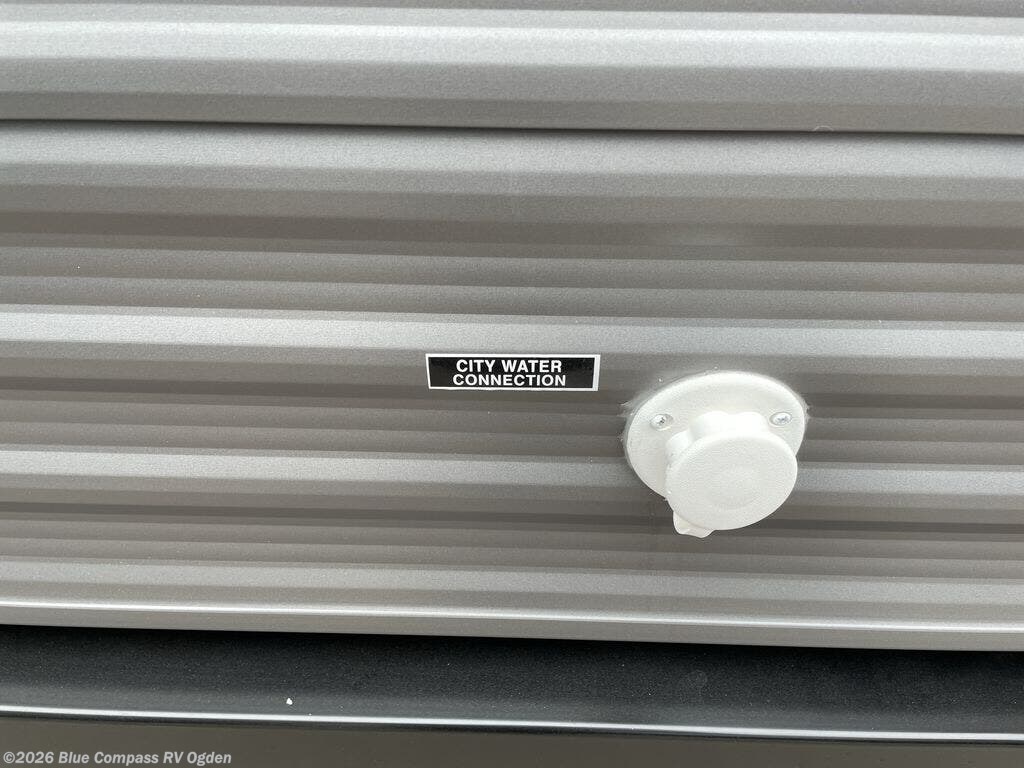 CITY WATER
CONNECTION
©2026 Blue Compass RV Ogden